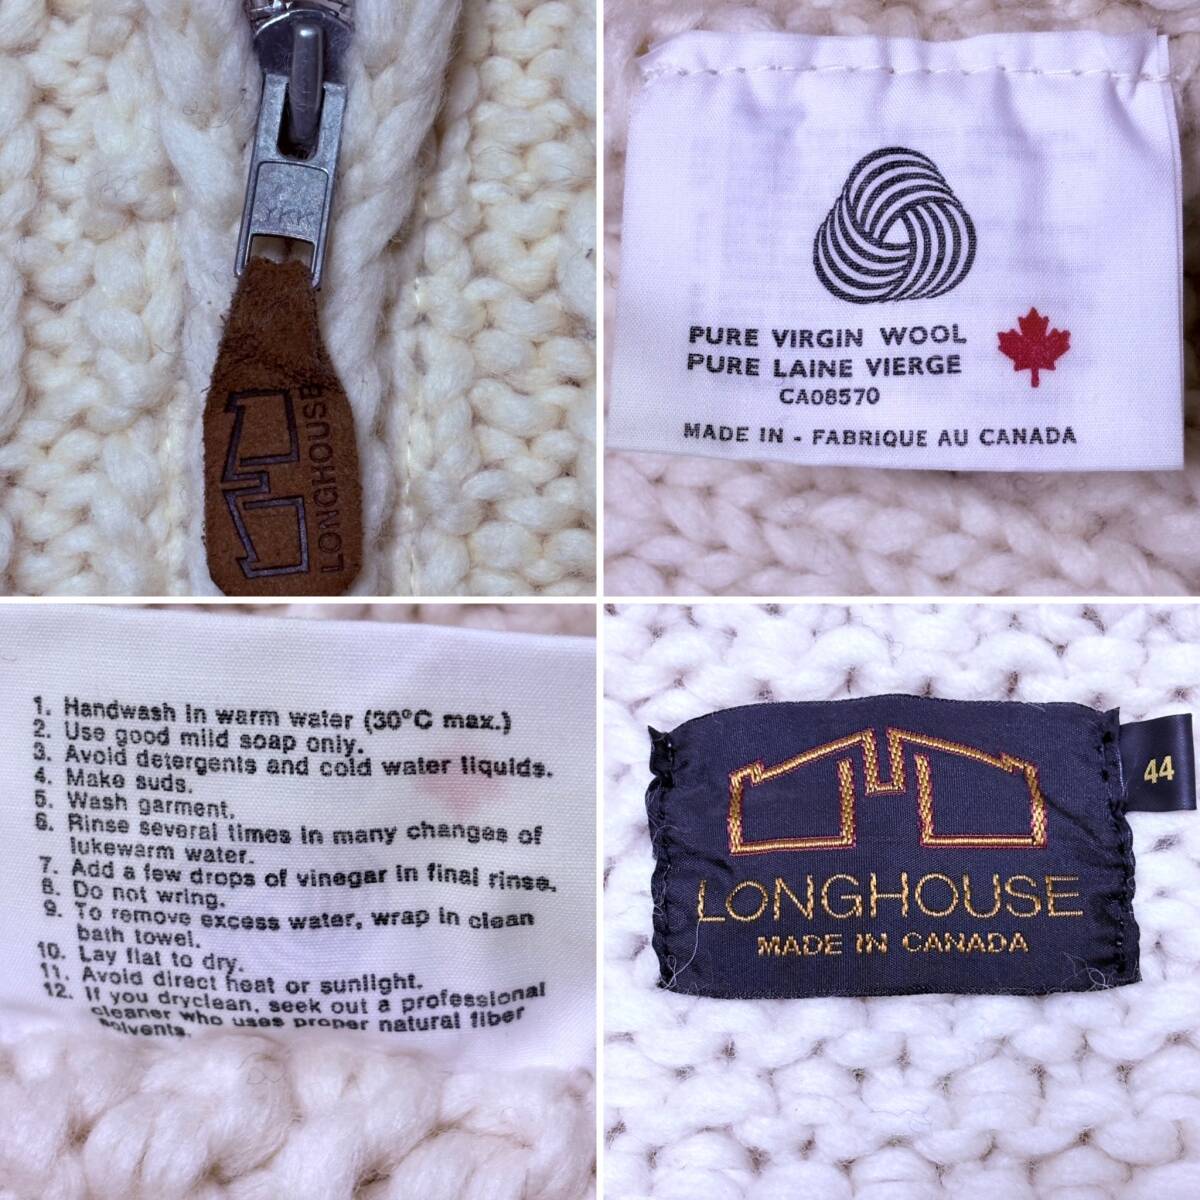 YKK
LONGHOUSE
PURE VIRGIN WOOL
PURE LAINE VIERGE
CA08570
MADE IN - FABRIQUE AU CANADA
1. Handwash in warm water (30°C max.)
2. Use good mild soap only.
3. Avoid detergents and cold water liquids.
4. Make suds.
5. Wash garment.
6. Rinse several times in many changes of
lukewarm water.
7. Add a few drops of vinegar in final rinse.
8. Do not wring.
9. To remove excess water, wrap in clean
bath towel.
10. Lay flat to dry.
11. Avoid direct heat or sunlight.
12. If you dryclean, seek out a professional
cleaner who uses proper natural fiber
solvents.
44
LONGHOUSE
MADE IN CANADA